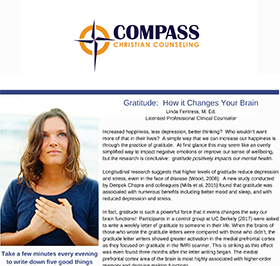 COMPASS
CHRISTIAN COUNSELING
Gratitude: How it Changes Your Brain
Linda Ferntress, M. Ed.
Licensed Professional Clinical Counselor
Increased happiness, less depression, better thinking? Who wouldn't want
more of that in their lives? A simple way that we can increase our happiness is
through the practice of gratitude. At first glance this may seem like an overly
simplified way to impact negative emotions or improve our sense of wellbeing,
but the research is conclusive: gratitude positively impacts our mental health.
Longitudinal research suggests that higher levels of gratitude reduce depression
and stress, even in the face of disease (Wood, 2008). A new study conducted
by Deepok Chopra and colleagues (Mills et al. 2015) found that gratitude was
associated with numerous benefits including better mood and sleep, and with
reduced depression and stress.
In fact, gratitude is such a powerful force that it evens changes the way our
brain functions! Participants in a control group at UC Berkely (2017) were asked
to write a weekly letter of gratitude to someone in their life. When the brains of
those who wrote the gratitude letters were compared with those who didn't, the
gratitude letter writers showed greater activation in the medial prefrontal cortex
as they focused on gratitude in the fMRI scanner. This is striking as this effect
was even found three months after the letter writing began. The medial
prefrontal cortex area of the brain is most highly associated with higher-order
Take a few minutes every evening
to write down five good things